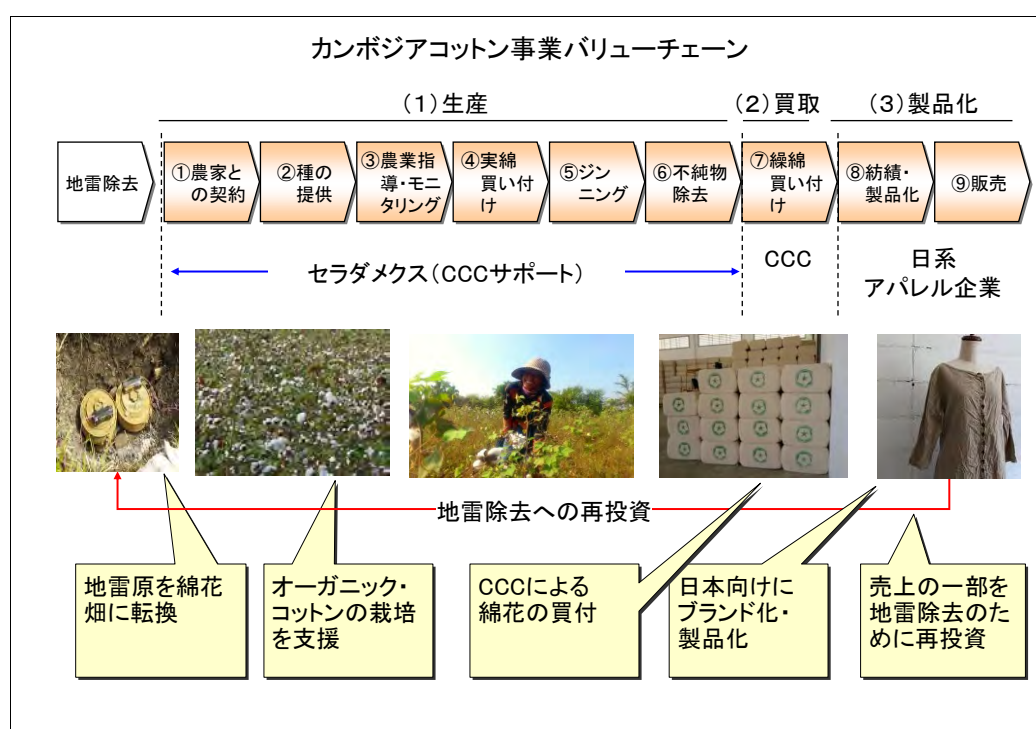 カンボジアコットン事業バリューチェーン
（１）生産
（２）買取
（３）製品化
地雷除去
①農家と
の契約
②種の
提供
③農業指
導・モニ
タリング
④実綿
買い付
け
⑤ジン
ニング
⑥不純物
除去
⑦繰綿
買い付
け
⑧紡績・
製品化
⑨販売
セラダメクス（CCCサポート）
CCC
日系
アパレル企業
地雷除去への再投資
地雷原を綿花
畑に転換
オーガニック・
コットンの栽培
を支援
CCCによる
綿花の買付
日本向けに
ブランド化・
製品化
売上の一部を
地雷除去のた
めに再投資